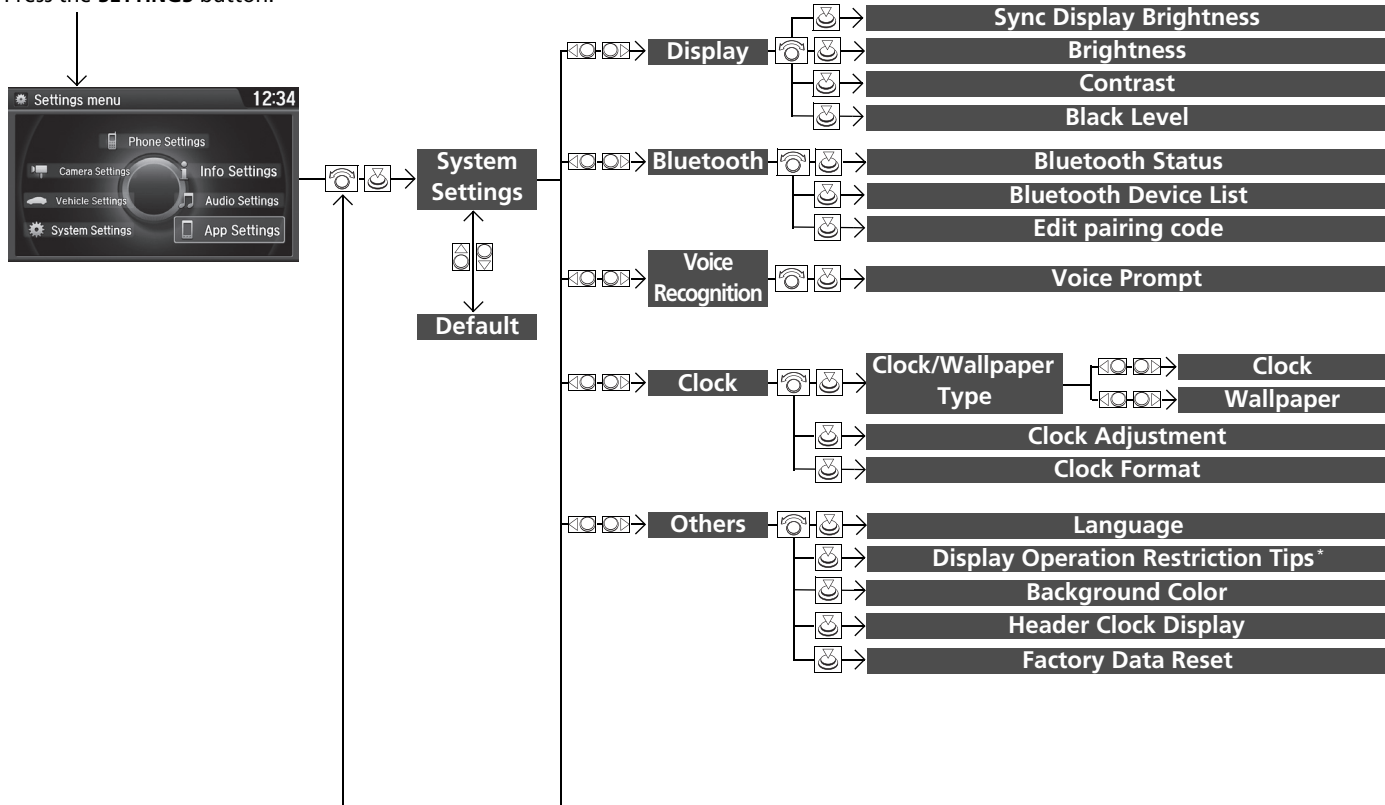 Press the SETTINGS button.
Settings menu 12:34
Phone Settings
Camera Settings
Info Settings
Vehicle Settings
Audio Settings
System Settings
App Settings
System
Settings
Default
Display
Sync Display Brightness
Brightness
Contrast
Black Level
Bluetooth
Bluetooth Status
Bluetooth Device List
Edit pairing code
Voice
Recognition
Voice Prompt
Clock
Clock/Wallpaper
Type
Clock
Wallpaper
Clock Adjustment
Clock Format
Others
Language
Display Operation Restriction Tips*
Background Color
Header Clock Display
Factory Data Reset